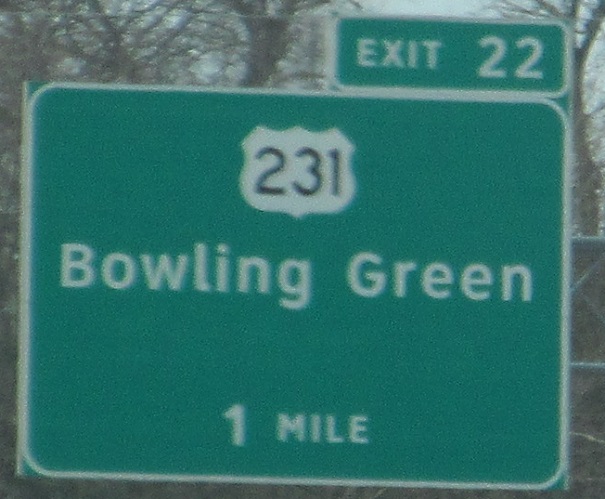 EXIT 22
231
Bowling Green
1 MILE